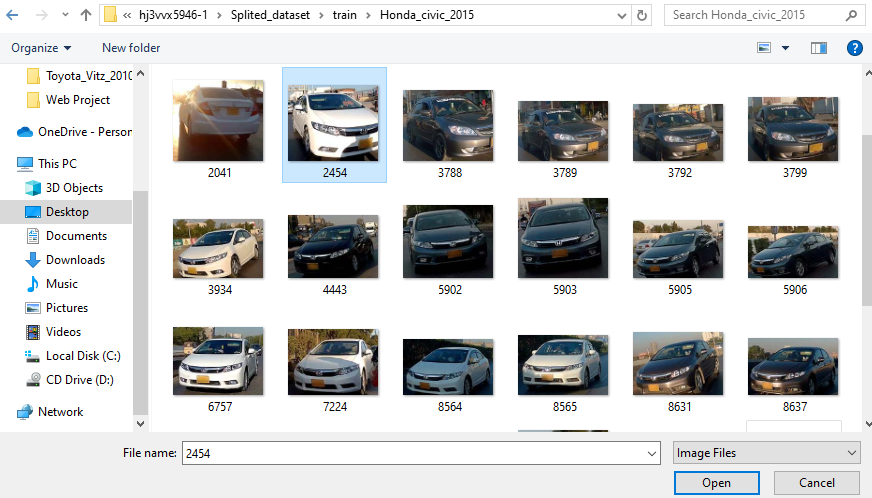 « hj3vvx5946-1 › Splited_dataset › train › Honda_civic_2015
Search Honda_civic_2015
Organize
New folder
Toyota_Vitz_2010
Web Project
OneDrive - Person
This PC
3D Objects
Desktop
Documents
Downloads
Music
Pictures
Videos
Local Disk (C:)
CD Drive (D:)
Network
2041 2454 3788 3789 3792 3799
3934 4443 5902 5903 5905 5906
6757 7224 8564 8565 8631 8637
File name: 2454
Image Files
Open Cancel